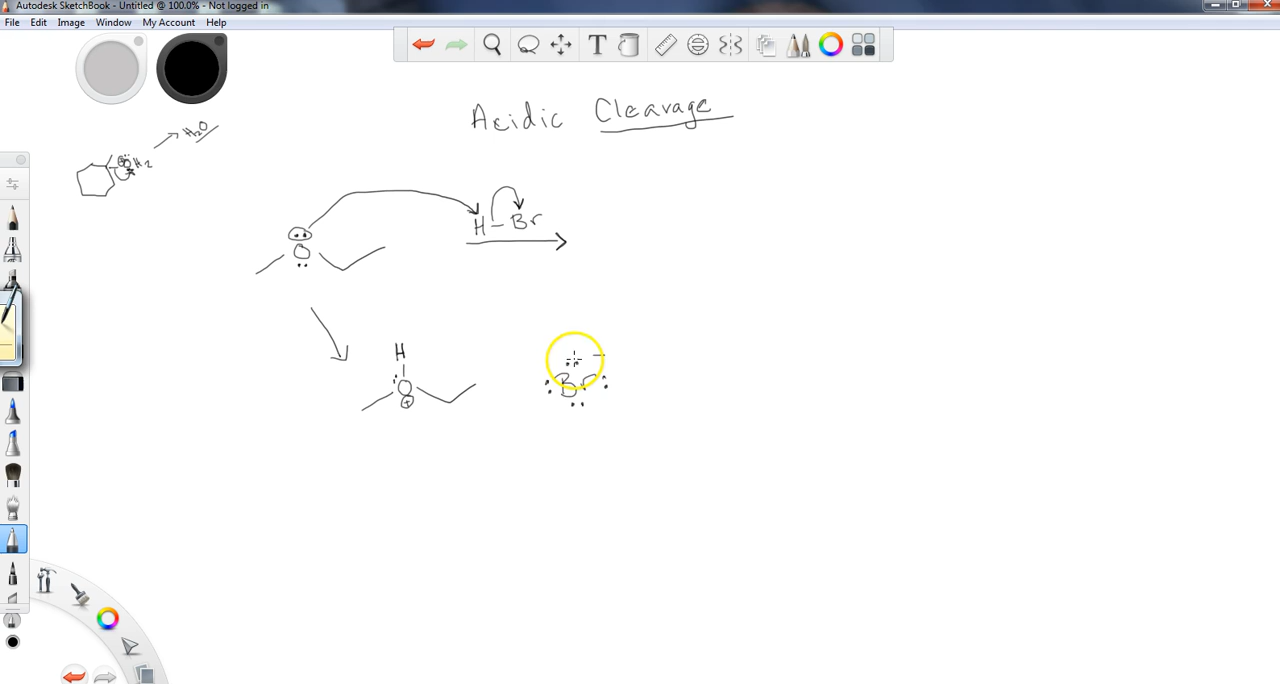 Autodesk SketchBook - Untitled @ 100.0% - Not logged in
File Edit Image Window My Account Help
T
Acidic Cleavage
H2O
OH2
H-Br
O
H
O
Br